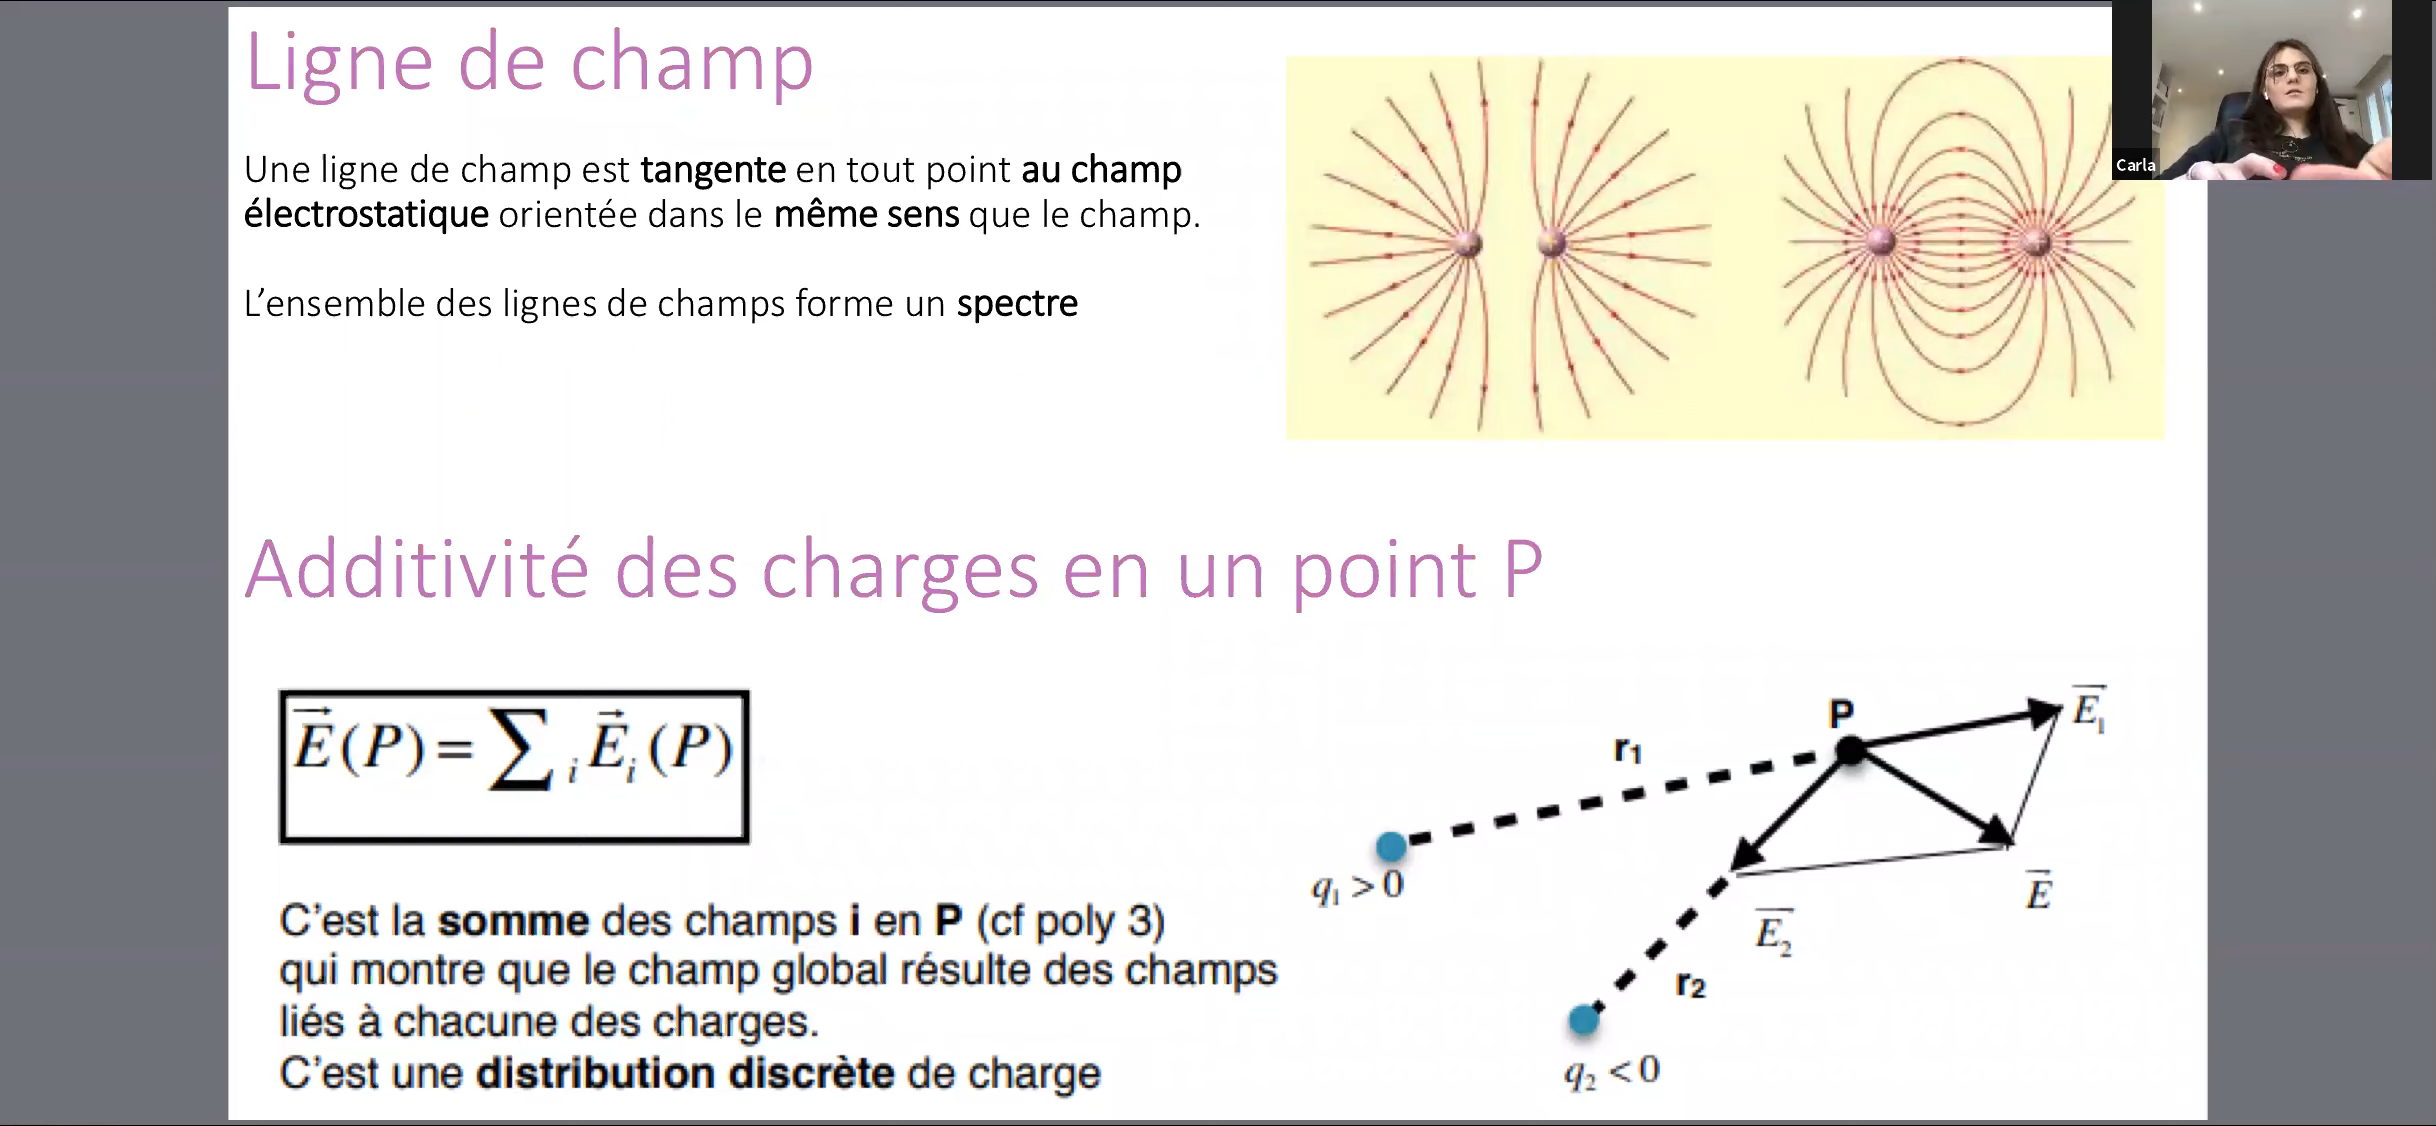 Ligne de champ
Une ligne de champ est tangente en tout point au champ
électrostatique orientée dans le même sens que le champ.
L'ensemble des lignes de champs forme un spectre
Carla
Additivité des charges en un point P
E⃗(P) = ∑ᵢ E⃗ᵢ(P)
C'est la somme des champs i en P (cf poly 3)
qui montre que le champ global résulte des champs
liés à chacune des charges.
C'est une distribution discrète de charge
P
E⃗₁
r₁
q₁ > 0
E⃗
E⃗₂
r₂
q₂ < 0